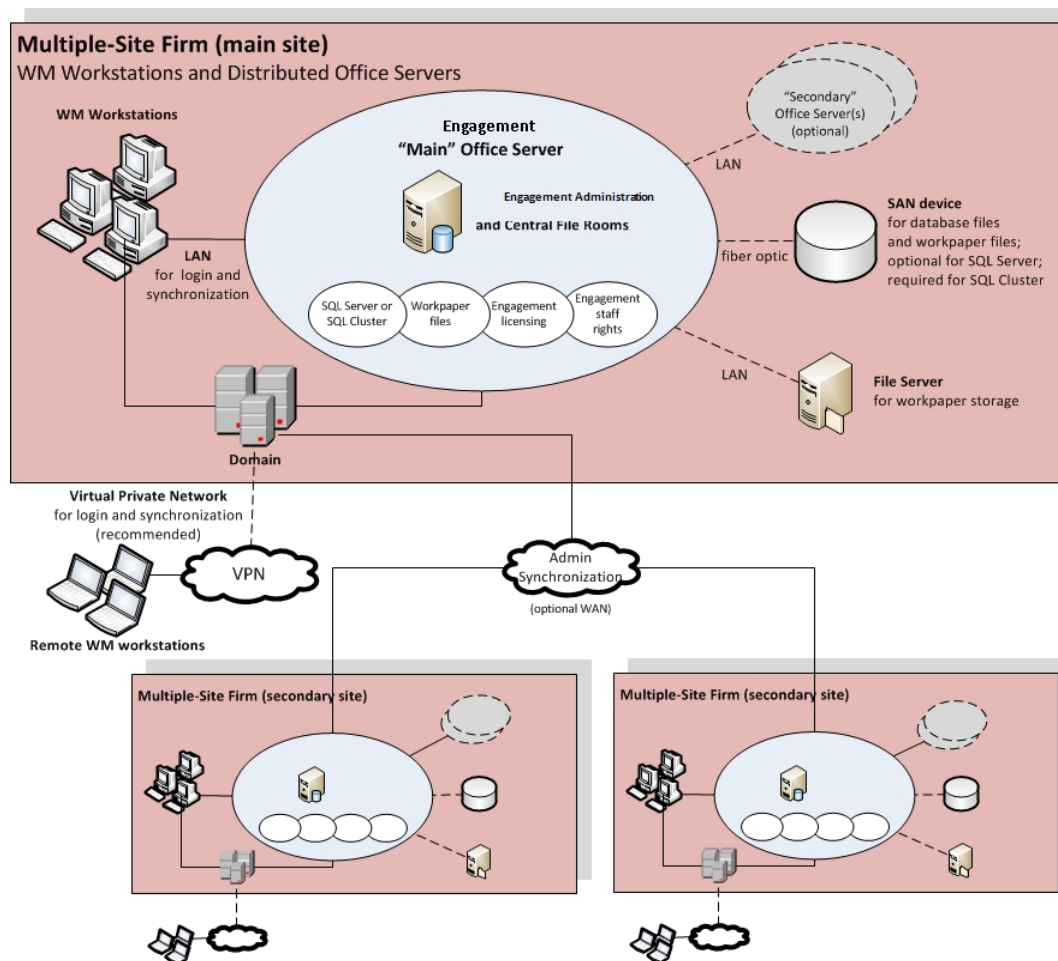 Multiple-Site Firm (main site)
WM Workstations and Distributed Office Servers
WM Workstations
Engagement
“Main” Office Server
Engagement Administration
and Central File Rooms
SQL Server or
SQL Cluster
Workpaper
files
Engagement
licensing
Engagement
staff
rights
LAN
for login and
synchronization
“Secondary”
Office Server(s)
(optional)
LAN
SAN device
for database files
and workpaper files;
optional for SQL Server;
required for SQL Cluster
fiber optic
LAN
File Server
for workpaper storage
Domain
Virtual Private Network
for login and synchronization
(recommended)
VPN
Remote WM workstations
Admin
Synchronization
(optional WAN)
Multiple-Site Firm (secondary site)
Multiple-Site Firm (secondary site)